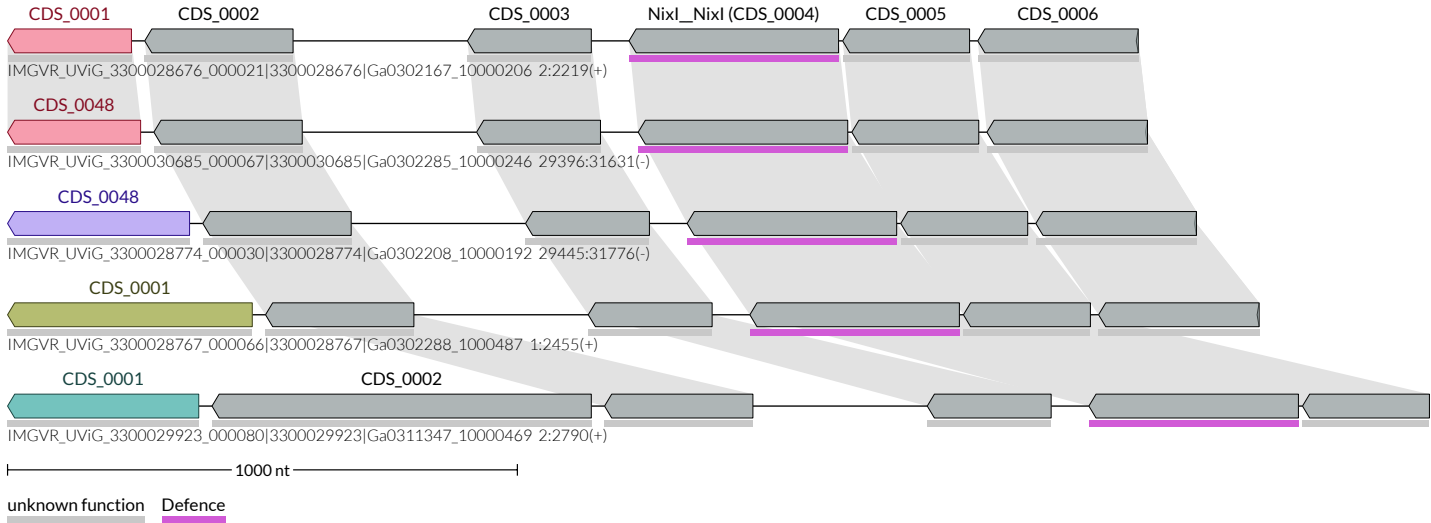 CDS_0001 CDS_0002 CDS_0003 NixI__NixI (CDS_0004) CDS_0005 CDS_0006
IMGVR_UViG_3300028676_000021|3300028676|Ga0302167_10000206 2:2219(+)
CDS_0048
IMGVR_UViG_3300030685_000067|3300030685|Ga0302285_10000246 29396:31631(-)
CDS_0048
IMGVR_UViG_3300028774_000030|3300028774|Ga0302208_10000192 29445:31776(-)
CDS_0001
IMGVR_UViG_3300028767_000066|3300028767|Ga0302288_1000487 1:2455(+)
CDS_0001 CDS_0002
IMGVR_UViG_3300029923_000080|3300029923|Ga0311347_10000469 2:2790(+)
1000 nt
unknown function Defence